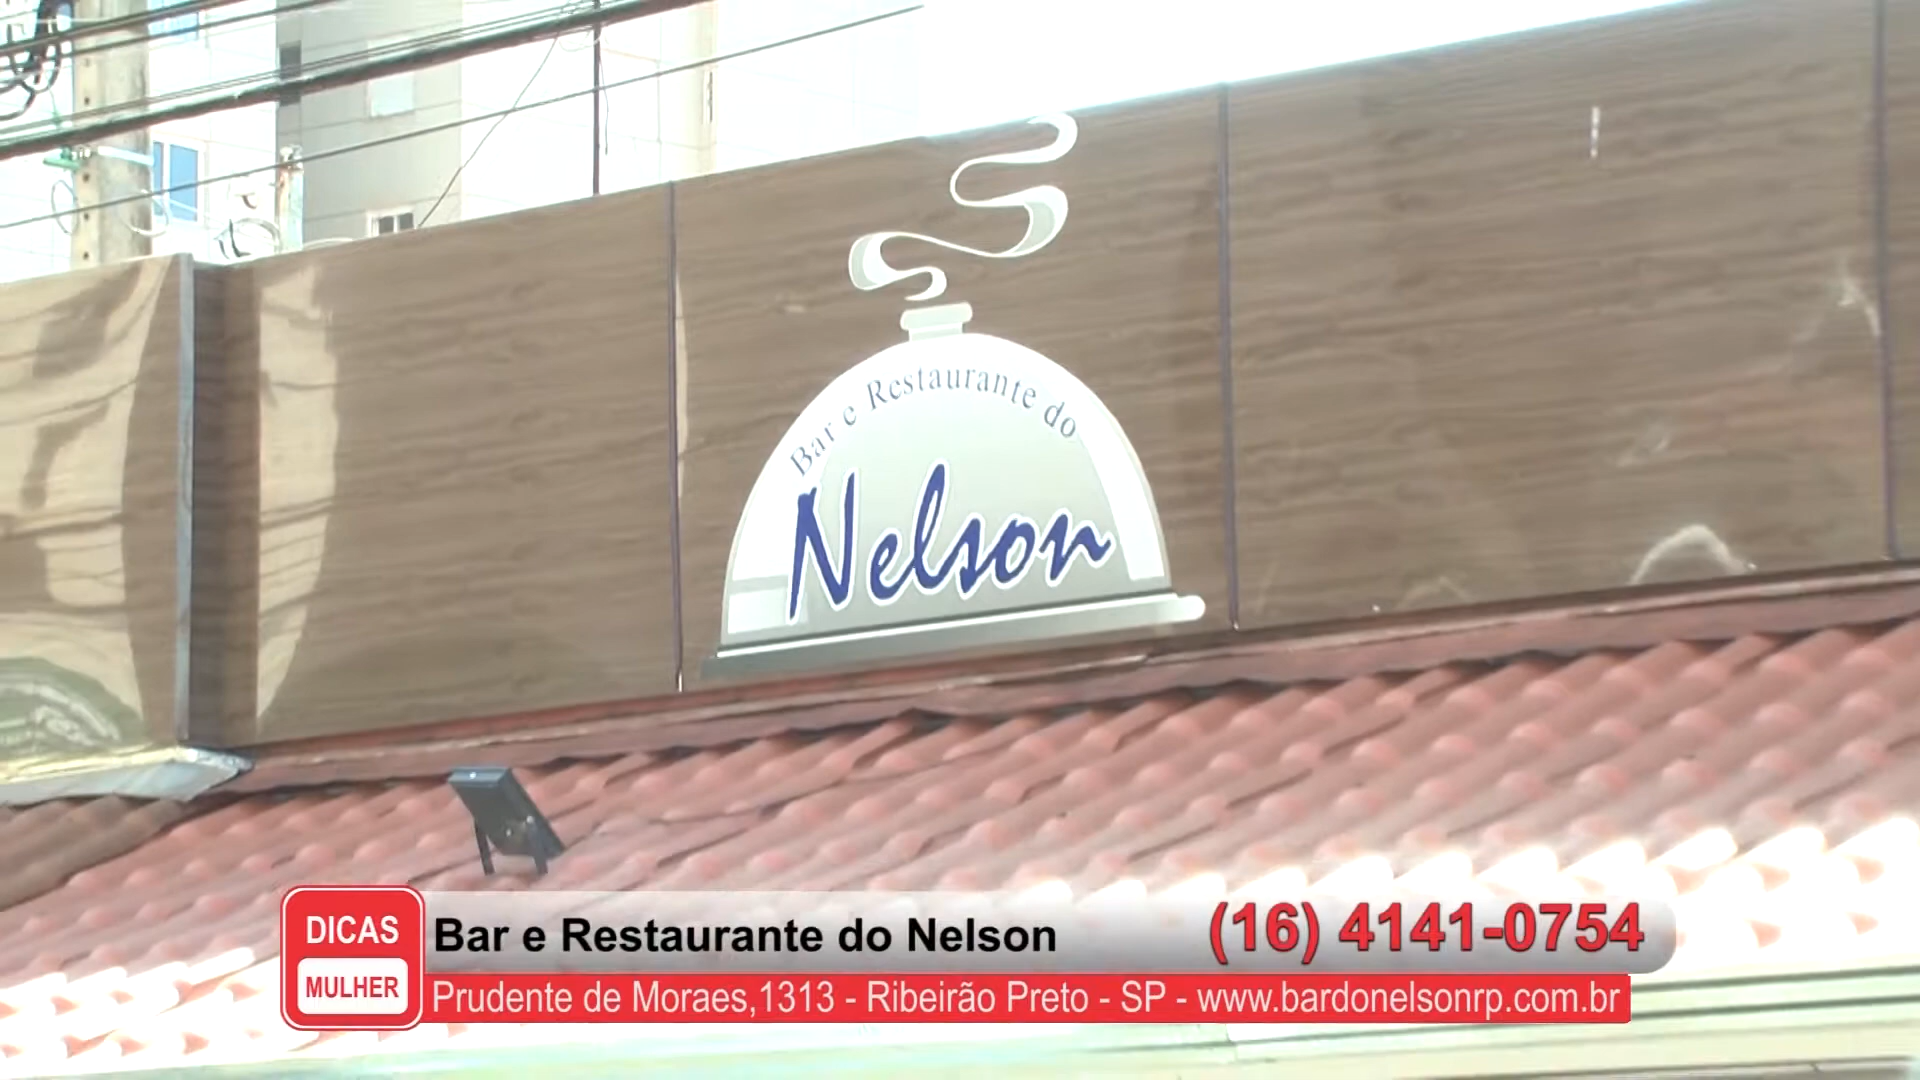 Bar e Restaurante do
Nelson
DICAS
MULHER
Bar e Restaurante do Nelson
(16) 4141-0754
Prudente de Moraes,1313 - Ribeirão Preto - SP - www.bardonelsonrp.com.br